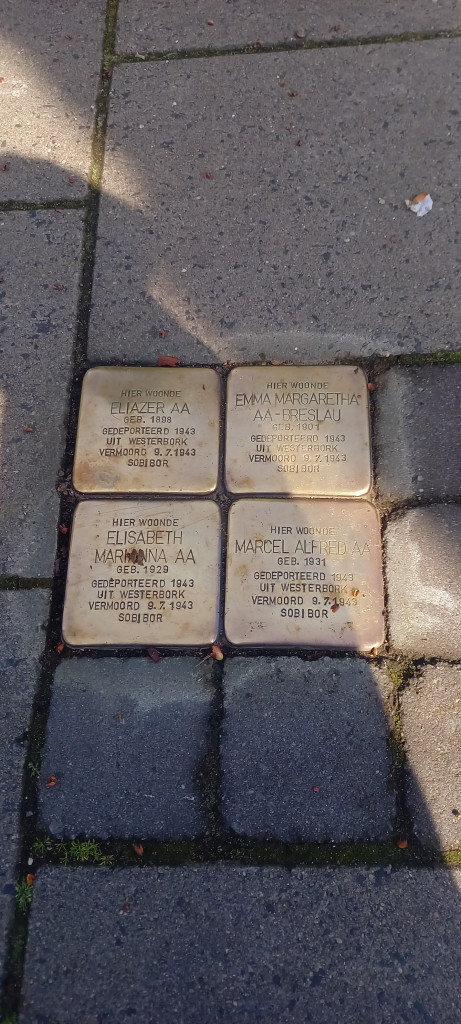 HIER WOONDE
ELIAZER AA
GEB. 1898
GEDEPORTEERD 1943
UIT WESTERBORK
VERMOORD 9.7.1943
SOBIBOR
HIER WOONDE
EMMA MARGARETHA
AA-BRESLAU
GEB. 1901
GEDEPORTEERD 1943
UIT WESTERBORK
VERMOORD 9.7.1943
SOBIBOR
HIER WOONDE
ELISABETH
MARIANNA AA
GEB. 1929
GEDEPORTEERD 1943
UIT WESTERBORK
VERMOORD 9.7.1943
SOBIBOR
HIER WOONDE
MARCEL ALFRED AA
GEB. 1931
GEDEPORTEERD 1943
UIT WESTERBORK
VERMOORD 9.7.1943
SOBIBOR